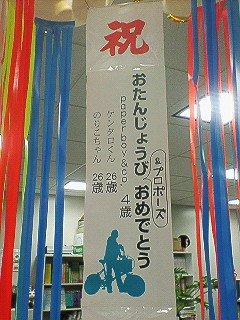 祝
おたんじょうび おめでとう
&プロポーズ
paperboy&co. 4歳
ケンタロくん 26歳
のりこちゃん 26歳